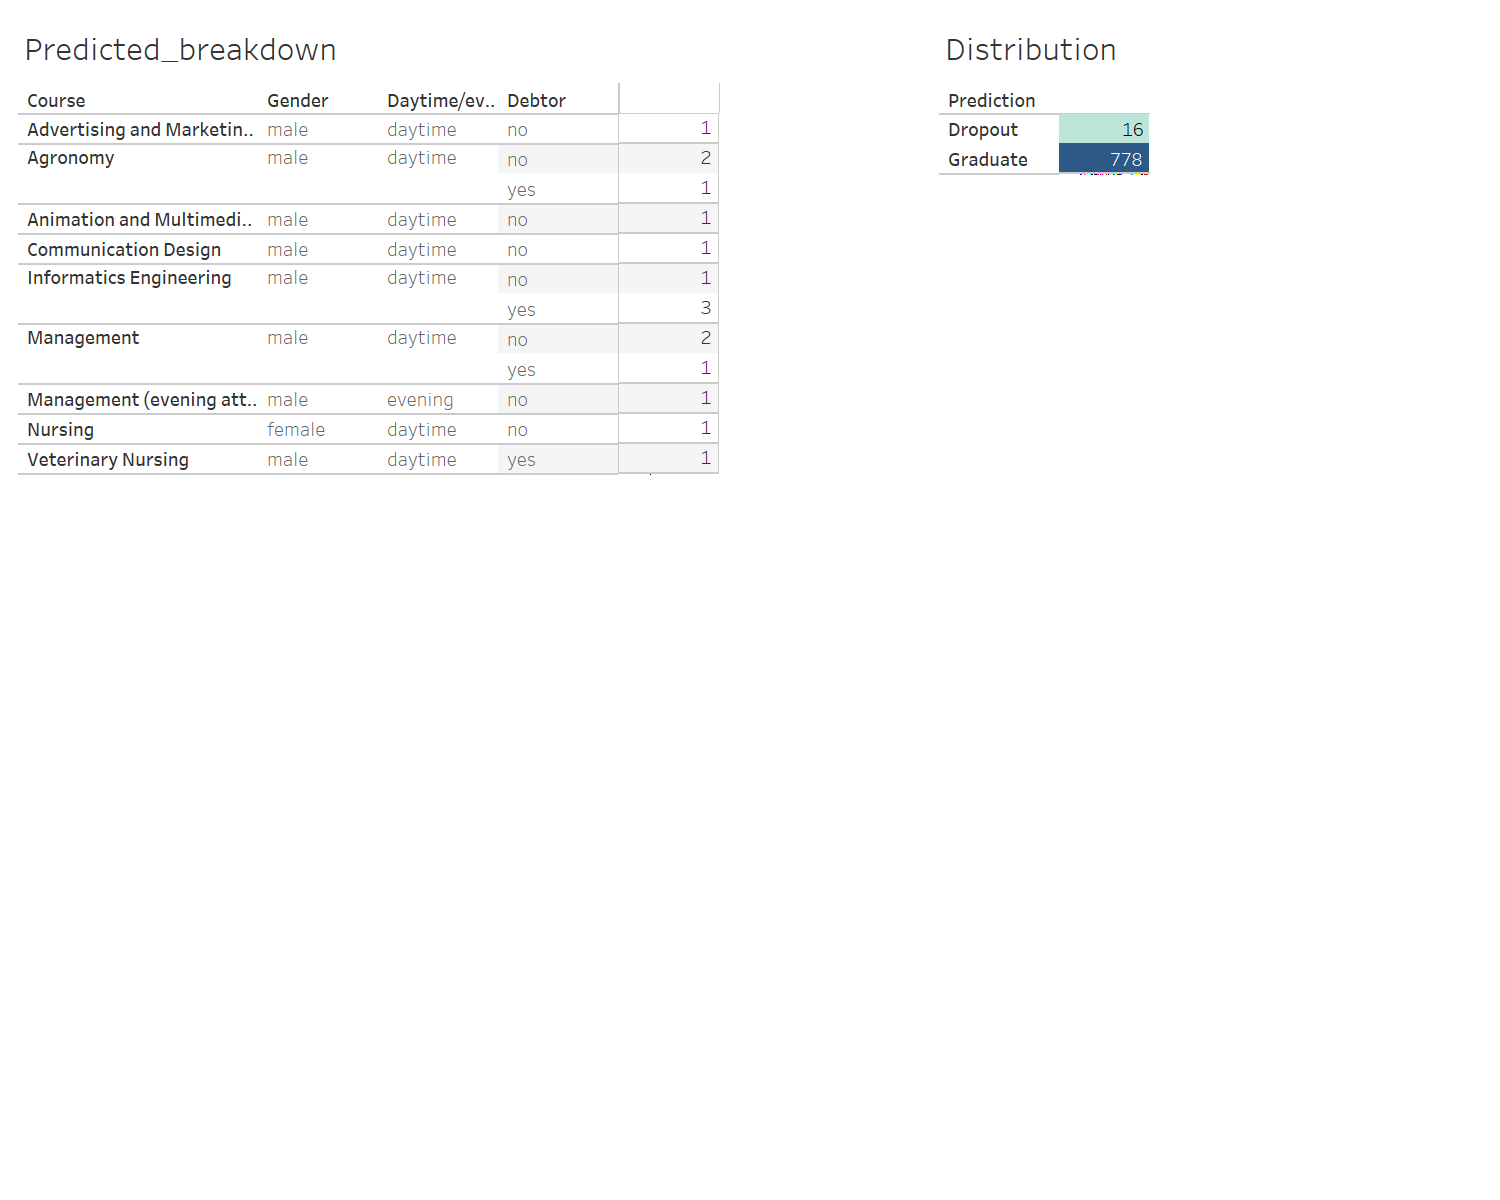 Predicted_breakdown
Course Gender Daytime/ev.. Debtor
Advertising and Marketin.. male daytime no 1
Agronomy male daytime no 2
yes 1
Animation and Multimedi.. male daytime no 1
Communication Design male daytime no 1
Informatics Engineering male daytime no 1
yes 3
Management male daytime no 2
yes 1
Management (evening att.. male evening no 1
Nursing female daytime no 1
Veterinary Nursing male daytime yes 1
Distribution
Prediction
Dropout 16
Graduate 778